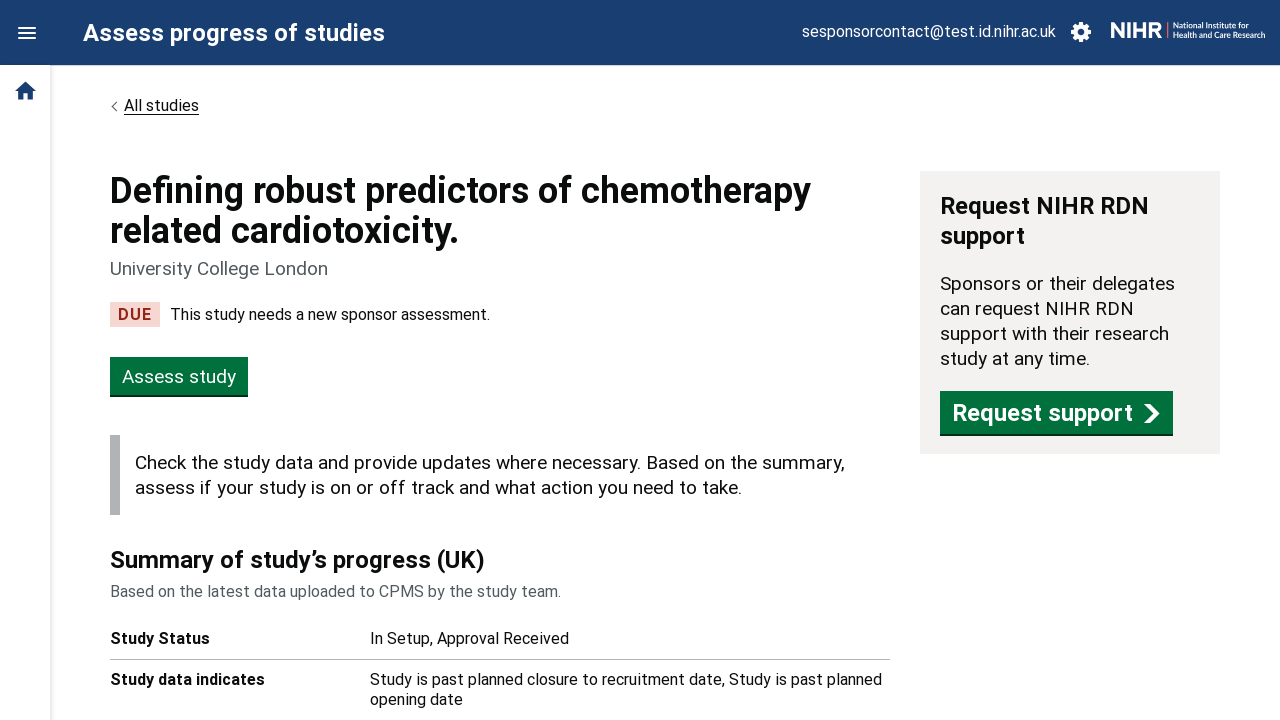 Assess progress of studies
sesponsorcontact@test.id.nihr.ac.uk
NIHR | National Institute for
Health and Care Research
All studies
Defining robust predictors of chemotherapy
related cardiotoxicity.
University College London
DUE This study needs a new sponsor assessment.
Assess study
Check the study data and provide updates where necessary. Based on the summary,
assess if your study is on or off track and what action you need to take.
Summary of study’s progress (UK)
Based on the latest data uploaded to CPMS by the study team.
Study Status In Setup, Approval Received
Study data indicates Study is past planned closure to recruitment date, Study is past planned
opening date
Request NIHR RDN
support
Sponsors or their delegates
can request NIHR RDN
support with their research
study at any time.
Request support